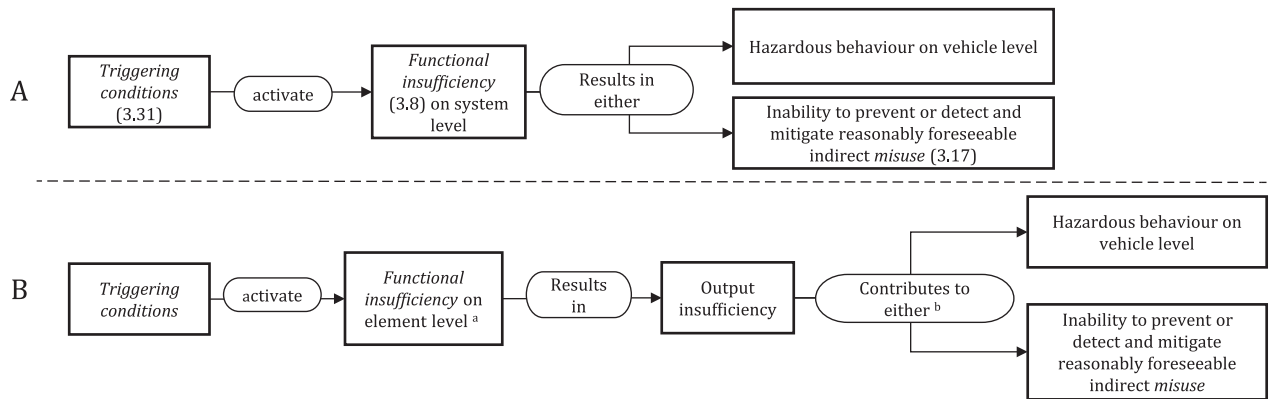 A
Triggering
conditions
(3.31)
activate
Functional
insufficiency
(3.8) on system
level
Results in
either
Hazardous behaviour on vehicle level
Inability to prevent or detect and
mitigate reasonably foreseeable
indirect misuse (3.17)
B
Triggering
conditions
activate
Functional
insufficiency on
element level a
Results
in
Output
insufficiency
Contributes to
either b
Hazardous behaviour on
vehicle level
Inability to prevent or
detect and mitigate
reasonably foreseeable
indirect misuse